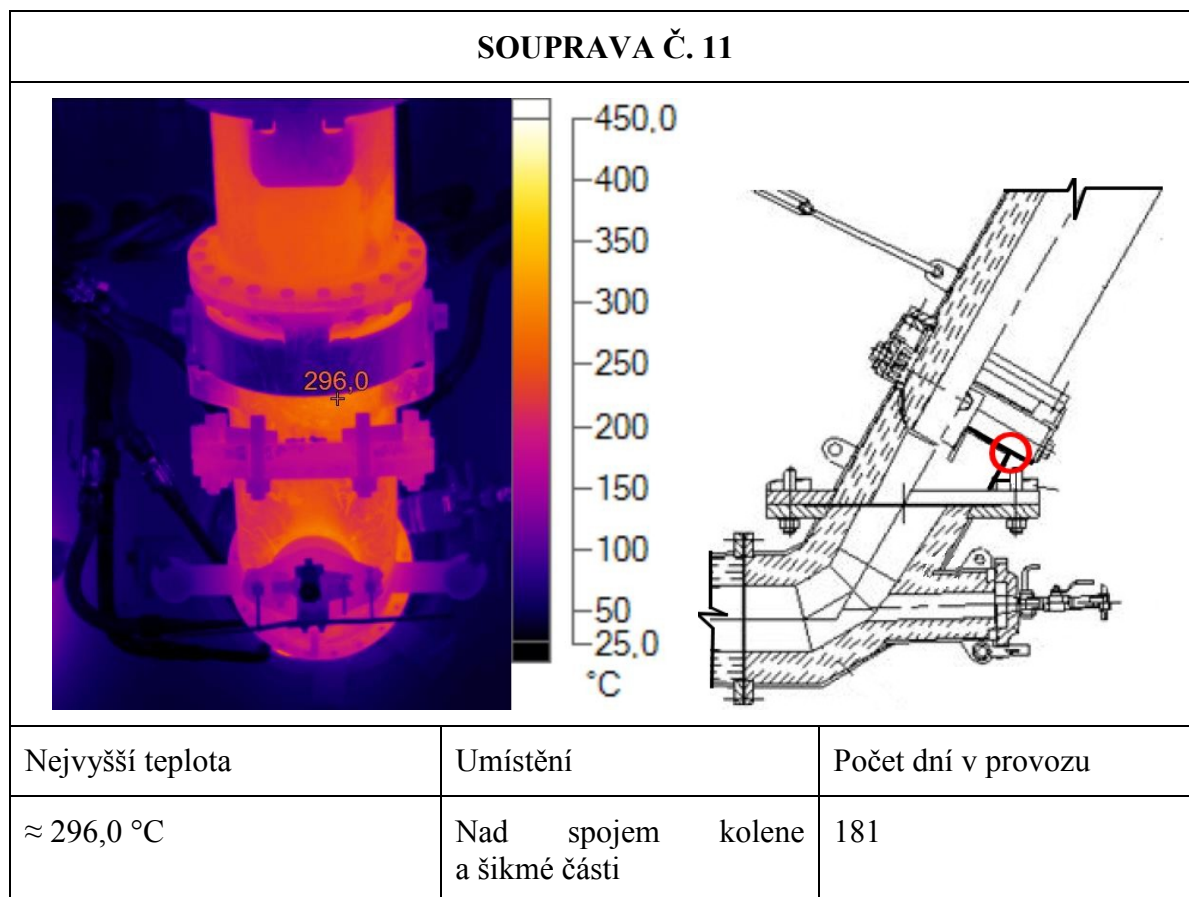 SOUPRAVA Č. 11
450,0
400
350
300
250
200
150
100
50
25,0
°C
296,0
Nejvyšší teplota
Umístění
Počet dní v provozu
≈ 296,0 °C
Nad spojem kolene
a šikmé části
181